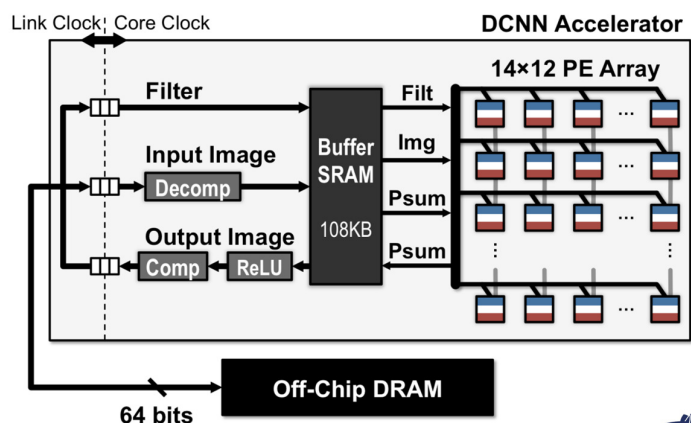 Link Clock
Core Clock
DCNN Accelerator
14×12 PE Array
Filter
Filt
Input Image
Buffer
SRAM
Img
Decomp
Psum
Output Image
108KB
Psum
Comp
ReLU
...
...
...
⋮
⋮
...
Off-Chip DRAM
64 bits